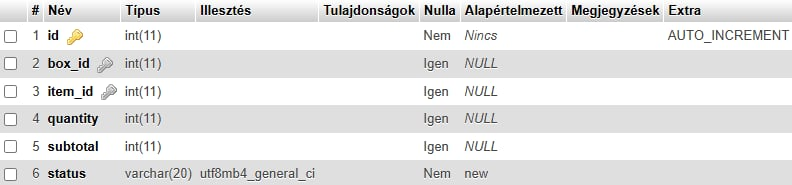 # Név Típus Illesztés Tulajdonságok Nulla Alapértelmezett Megjegyzések Extra
1 id int(11) Nem Nincs AUTO_INCREMENT
2 box_id int(11) Igen NULL
3 item_id int(11) Igen NULL
4 quantity int(11) Igen NULL
5 subtotal int(11) Igen NULL
6 status varchar(20) utf8mb4_general_ci Nem new